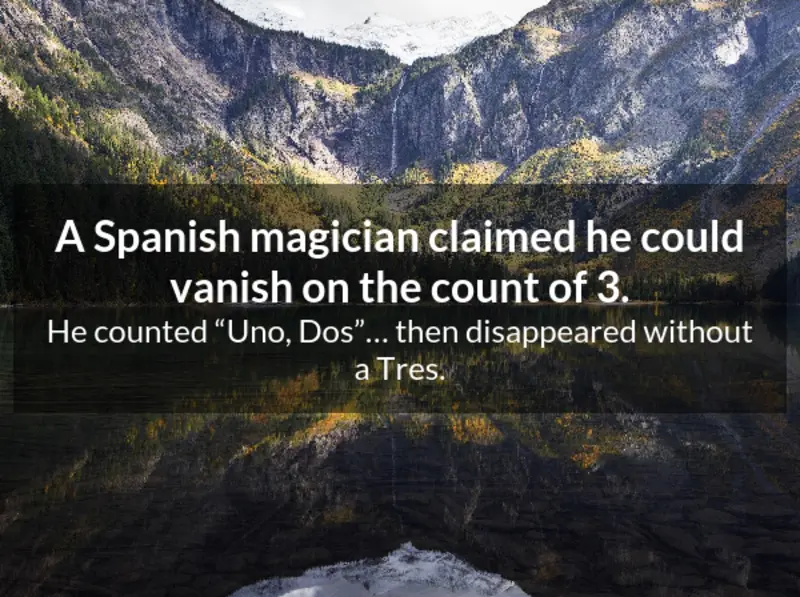 A Spanish magician claimed he could
vanish on the count of 3.
He counted “Uno, Dos”... then disappeared without
a Tres.